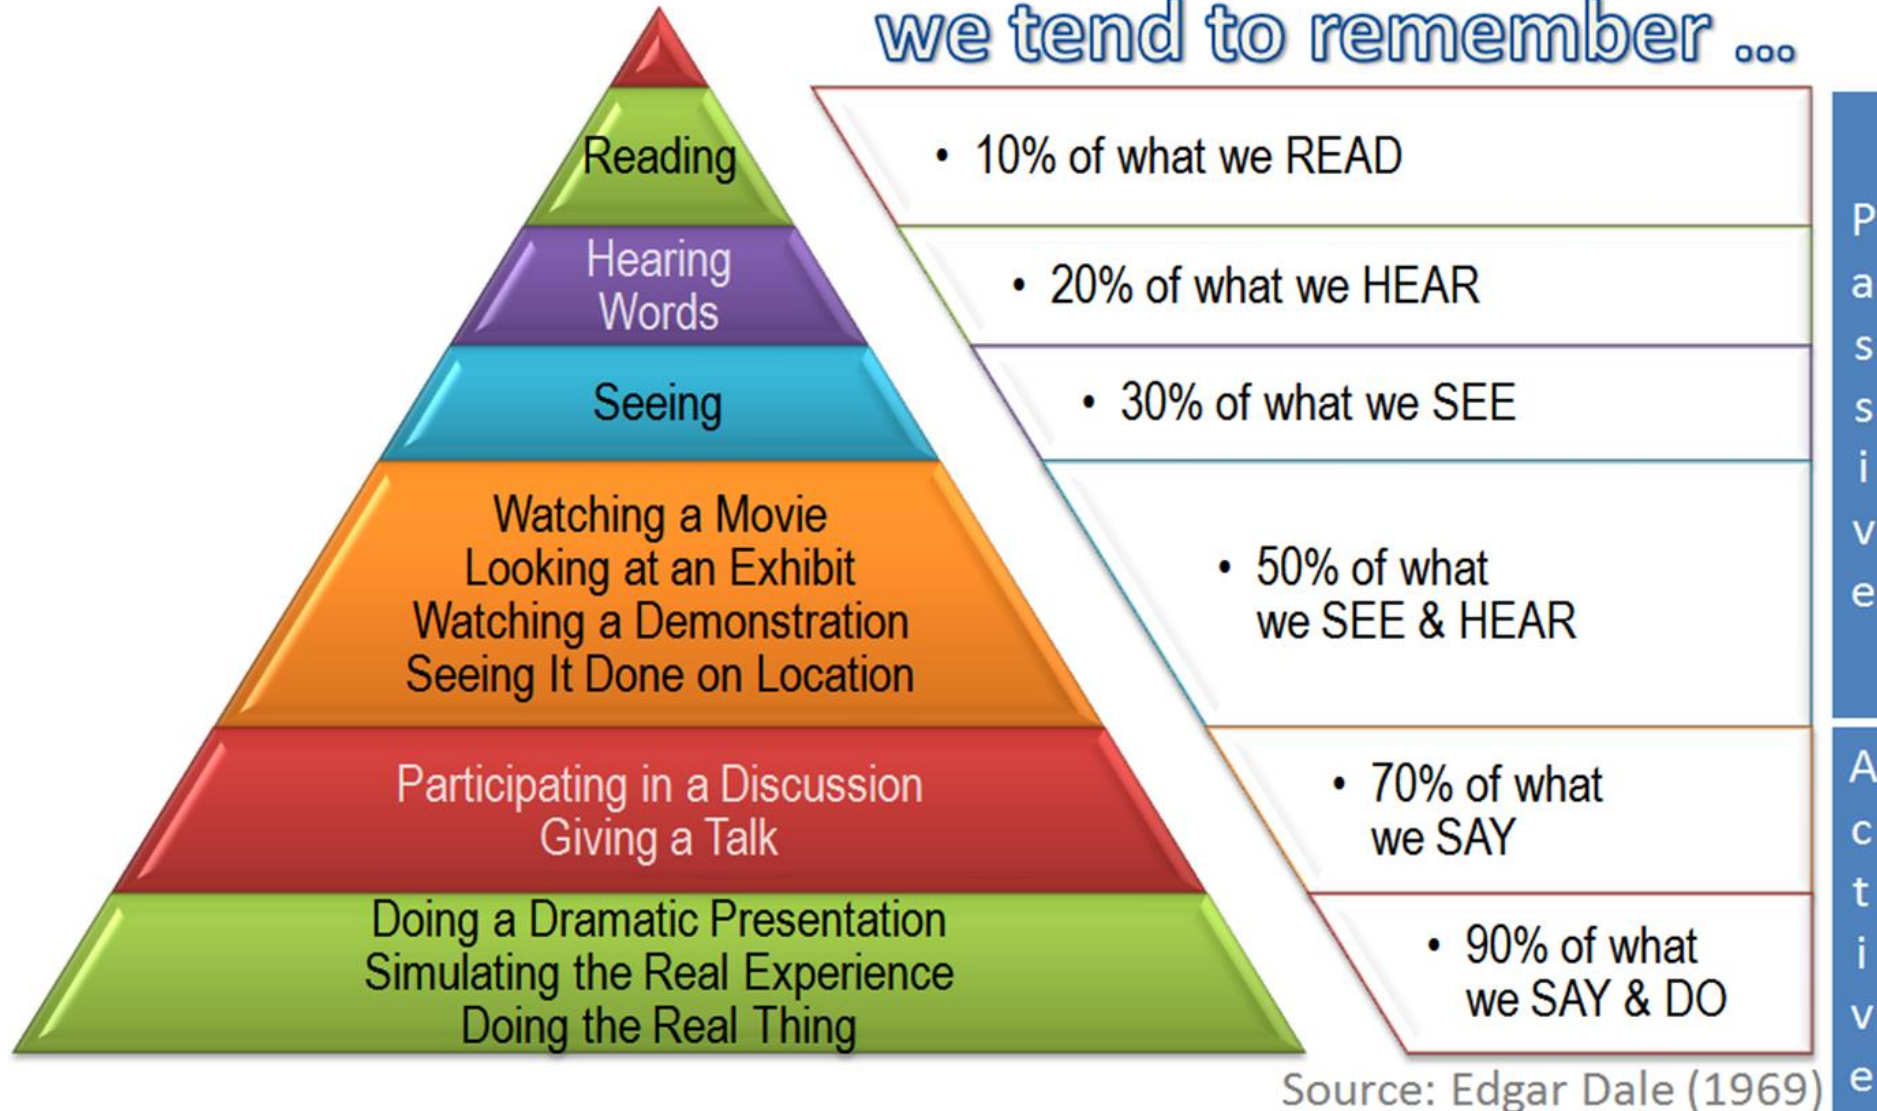 we tend to remember ...
Reading
• 10% of what we READ
Hearing
Words
• 20% of what we HEAR
Seeing
• 30% of what we SEE
Watching a Movie
Looking at an Exhibit
Watching a Demonstration
Seeing It Done on Location
• 50% of what
we SEE & HEAR
Participating in a Discussion
Giving a Talk
• 70% of what
we SAY
Doing a Dramatic Presentation
Simulating the Real Experience
Doing the Real Thing
• 90% of what
we SAY & DO
Passive
Active
Source: Edgar Dale (1969)